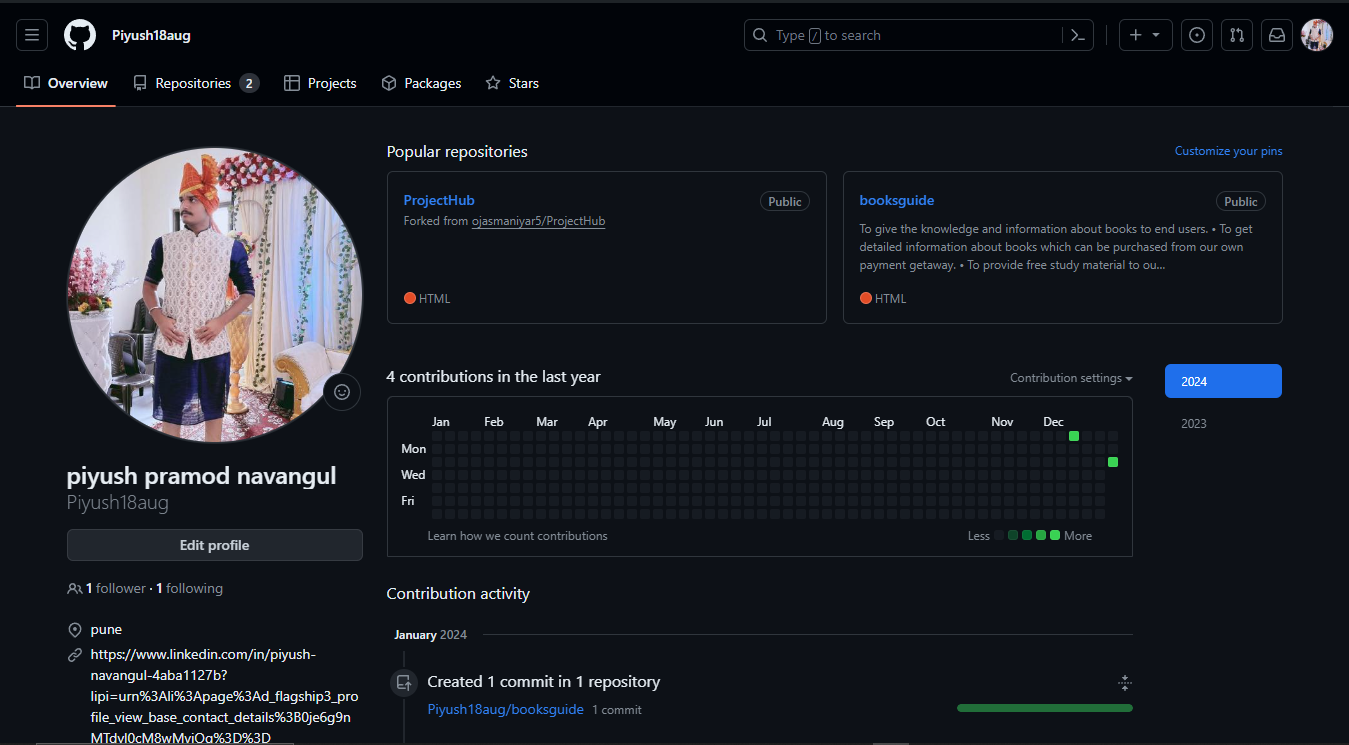 Piyush18aug
Type / to search
Overview
Repositories 2
Projects
Packages
Stars
Popular repositories
Customize your pins
ProjectHub
Public
Forked from ojasmaniyar5/ProjectHub
HTML
booksguide
Public
To give the knowledge and information about books to end users. • To get
detailed information about books which can be purchased from our own
payment getaway. • To provide free study material to ou...
HTML
4 contributions in the last year
Contribution settings
2024
2023
Jan Feb Mar Apr May Jun Jul Aug Sep Oct Nov Dec
Mon
Wed
Fri
Learn how we count contributions
Less
More
piyush pramod navangul
Piyush18aug
Edit profile
1 follower · 1 following
pune
https://www.linkedin.com/in/piyush-
navangul-4aba1127b?
lipi=urn%3Ali%3Apage%3Ad_flagship3_pro
file_view_base_contact_details%3B0je6g9n
Contribution activity
January 2024
Created 1 commit in 1 repository
Piyush18aug/booksguide 1 commit